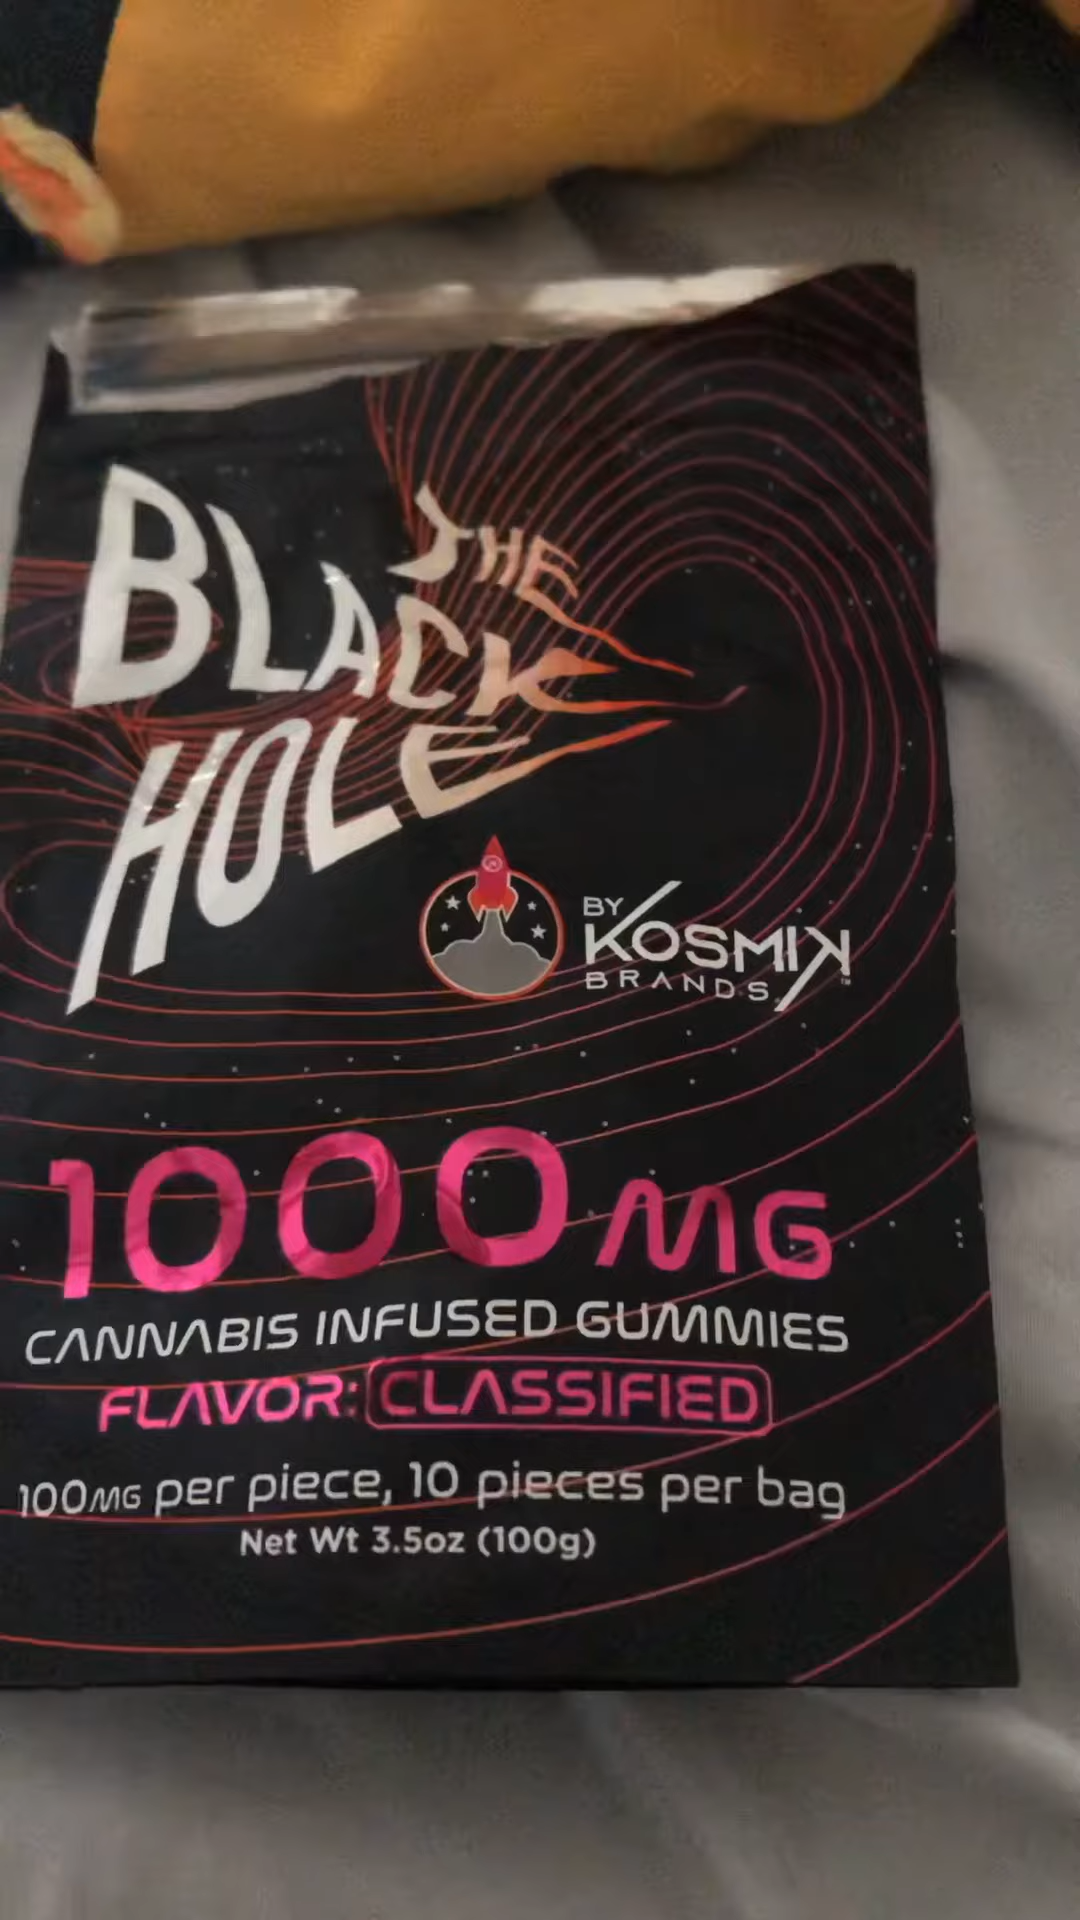 THE
BLACK
HOLE
BY
KOSMIK™
BRANDS
1000MG
CANNABIS INFUSED GUMMIES
FLAVOR: CLASSIFIED
100MG per piece, 10 pieces per bag
Net Wt 3.5oz (100g)